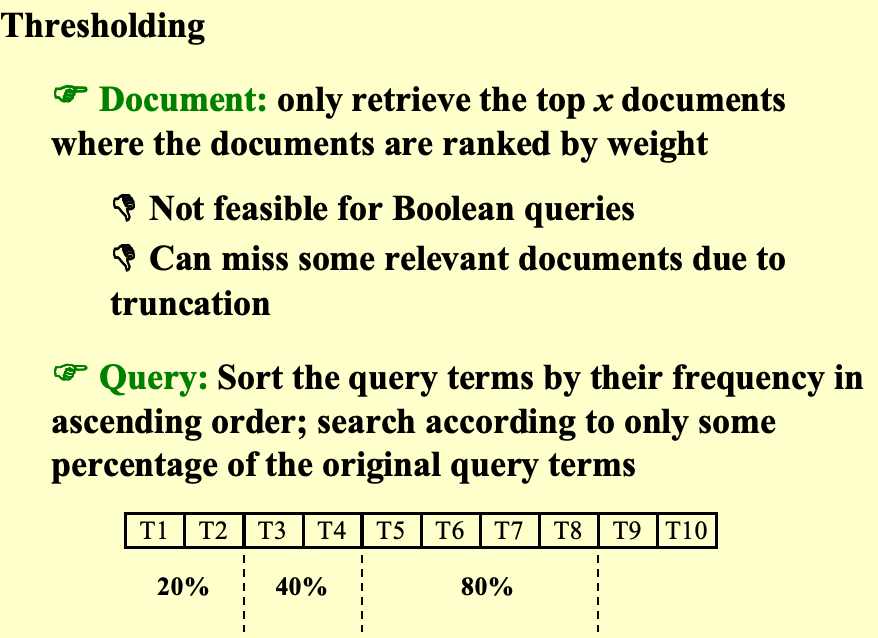 Thresholding
☞ Document: only retrieve the top x documents
where the documents are ranked by weight
👎 Not feasible for Boolean queries
👎 Can miss some relevant documents due to
truncation
☞ Query: Sort the query terms by their frequency in
ascending order; search according to only some
percentage of the original query terms
T1 T2 T3 T4 T5 T6 T7 T8 T9 T10
20% 40% 80%